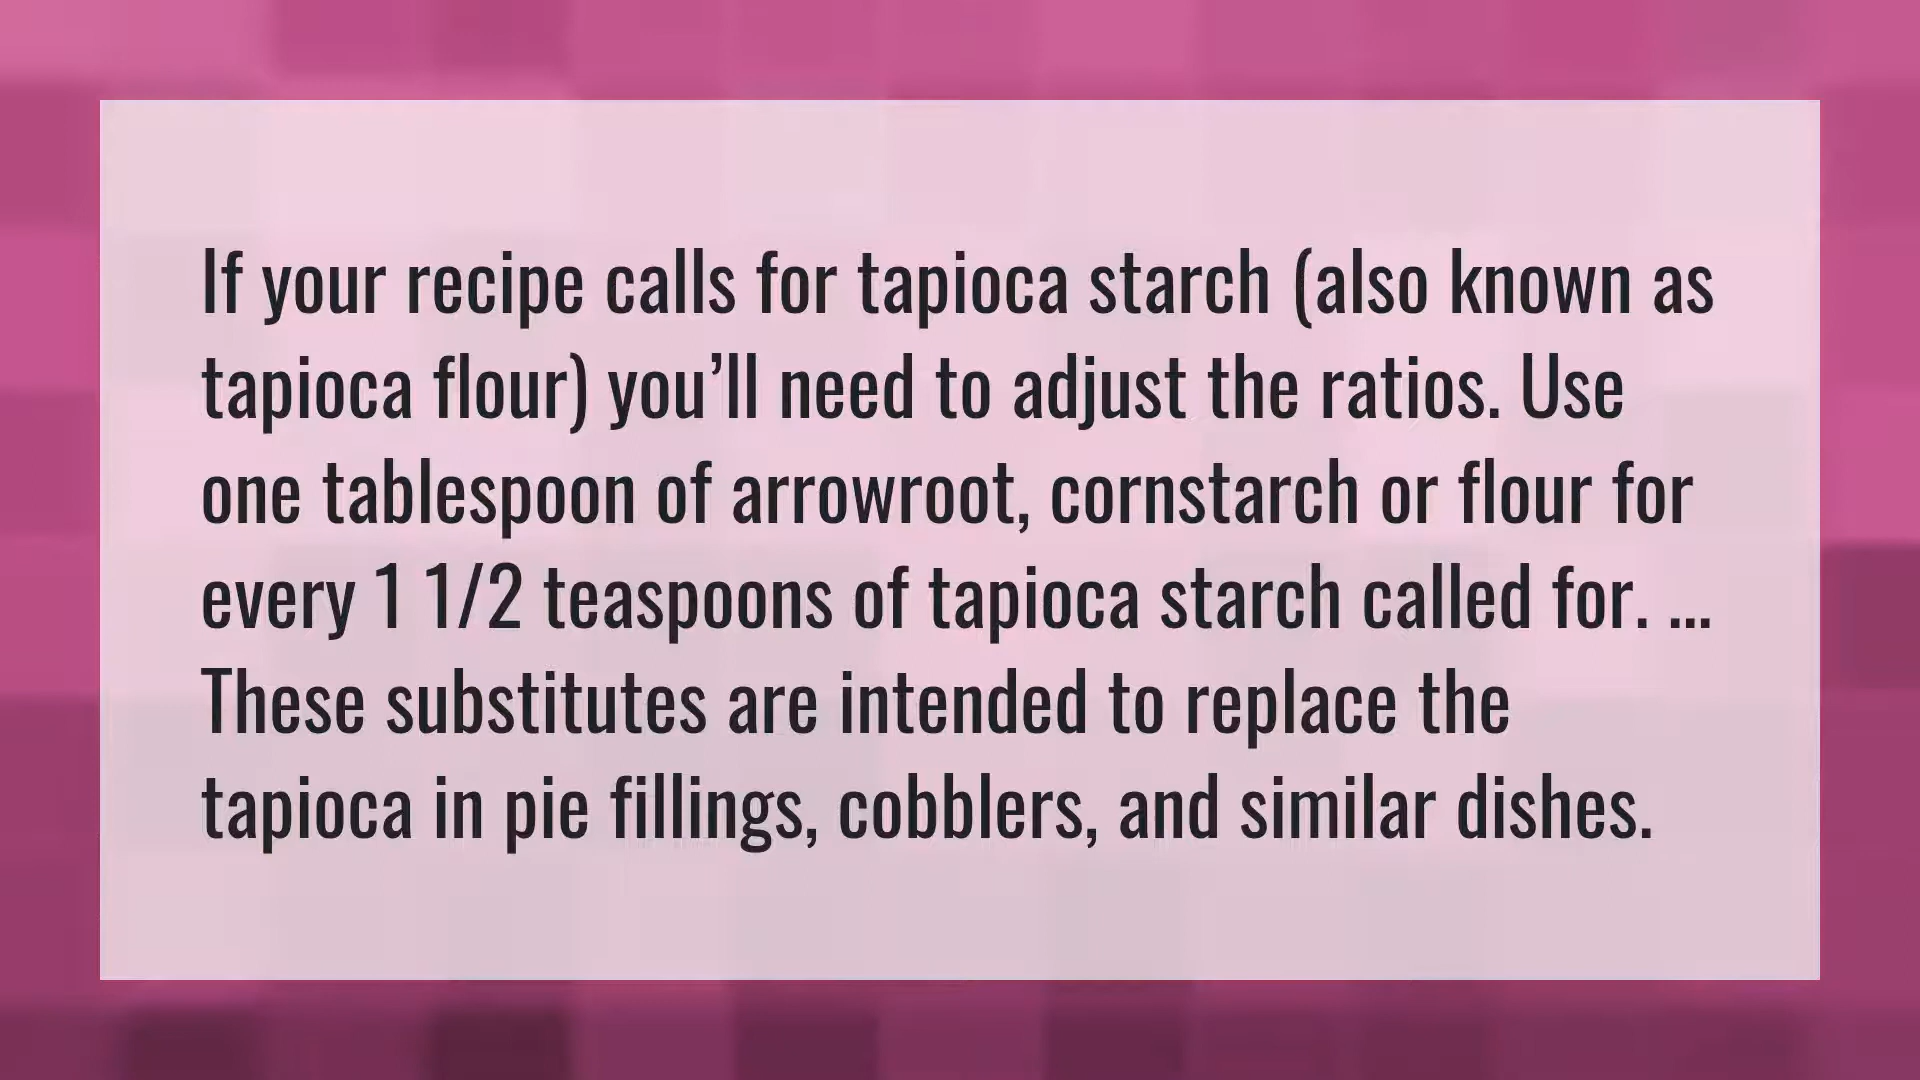 If your recipe calls for tapioca starch (also known as
tapioca flour) you’ll need to adjust the ratios. Use
one tablespoon of arrowroot, cornstarch or flour for
every 1 1/2 teaspoons of tapioca starch called for. ...
These substitutes are intended to replace the
tapioca in pie fillings, cobblers, and similar dishes.